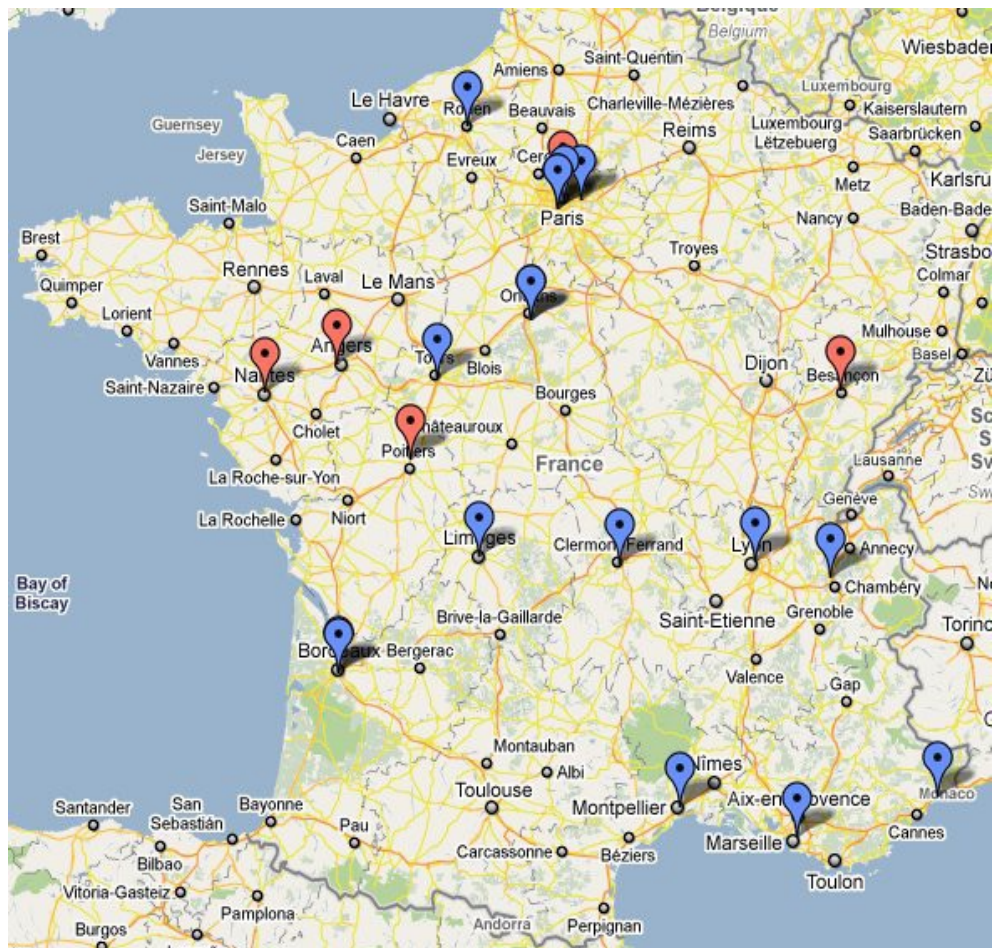 Belgium
Wiesbaden
Saint-Quentin
Amiens
Luxembourg
Le Havre
Beauvais
Charleville-Mézières
Kaiserslautern
Guernsey
Reims
Luxembourg
Lëtzebuerg
Saarbrücken
Caen
Jersey
Evreux
Metz
Karlsru
Saint-Malo
Paris
Nancy
Baden-Bade
Brest
Strasbo
Troyes
Rennes
Laval
Le Mans
Colmar
Quimper
Lorient
Mulhouse
Vannes
Blois
Dijon
Basel
Saint-Nazaire
Bourges
Cholet
France
Lausanne
La Roche-sur-Yon
Genève
Niort
La Rochelle
Clermont-Ferrand
Annecy
Bay of
Biscay
Chambéry
Brive-la-Gaillarde
Saint-Etienne
Grenoble
Torino
Bergerac
Valence
Gap
Montauban
Albi
Toulouse
Nîmes
Montpellier
Aix-en-Provence
Monaco
Santander
San
Sebastián
Bayonne
Pau
Cannes
Marseille
Bilbao
Carcassonne
Béziers
Toulon
Vitoria-Gasteiz
Pamplona
Andorra
Perpignan
Burgos